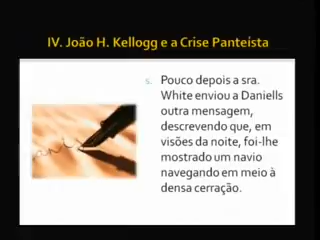 IV. João H. Kellogg e a Crise Panteísta
5. Pouco depois a sra.
White enviou a Daniells
outra mensagem,
descrevendo que, em
visões da noite, foi-lhe
mostrado um navio
navegando em meio à
densa cerração.